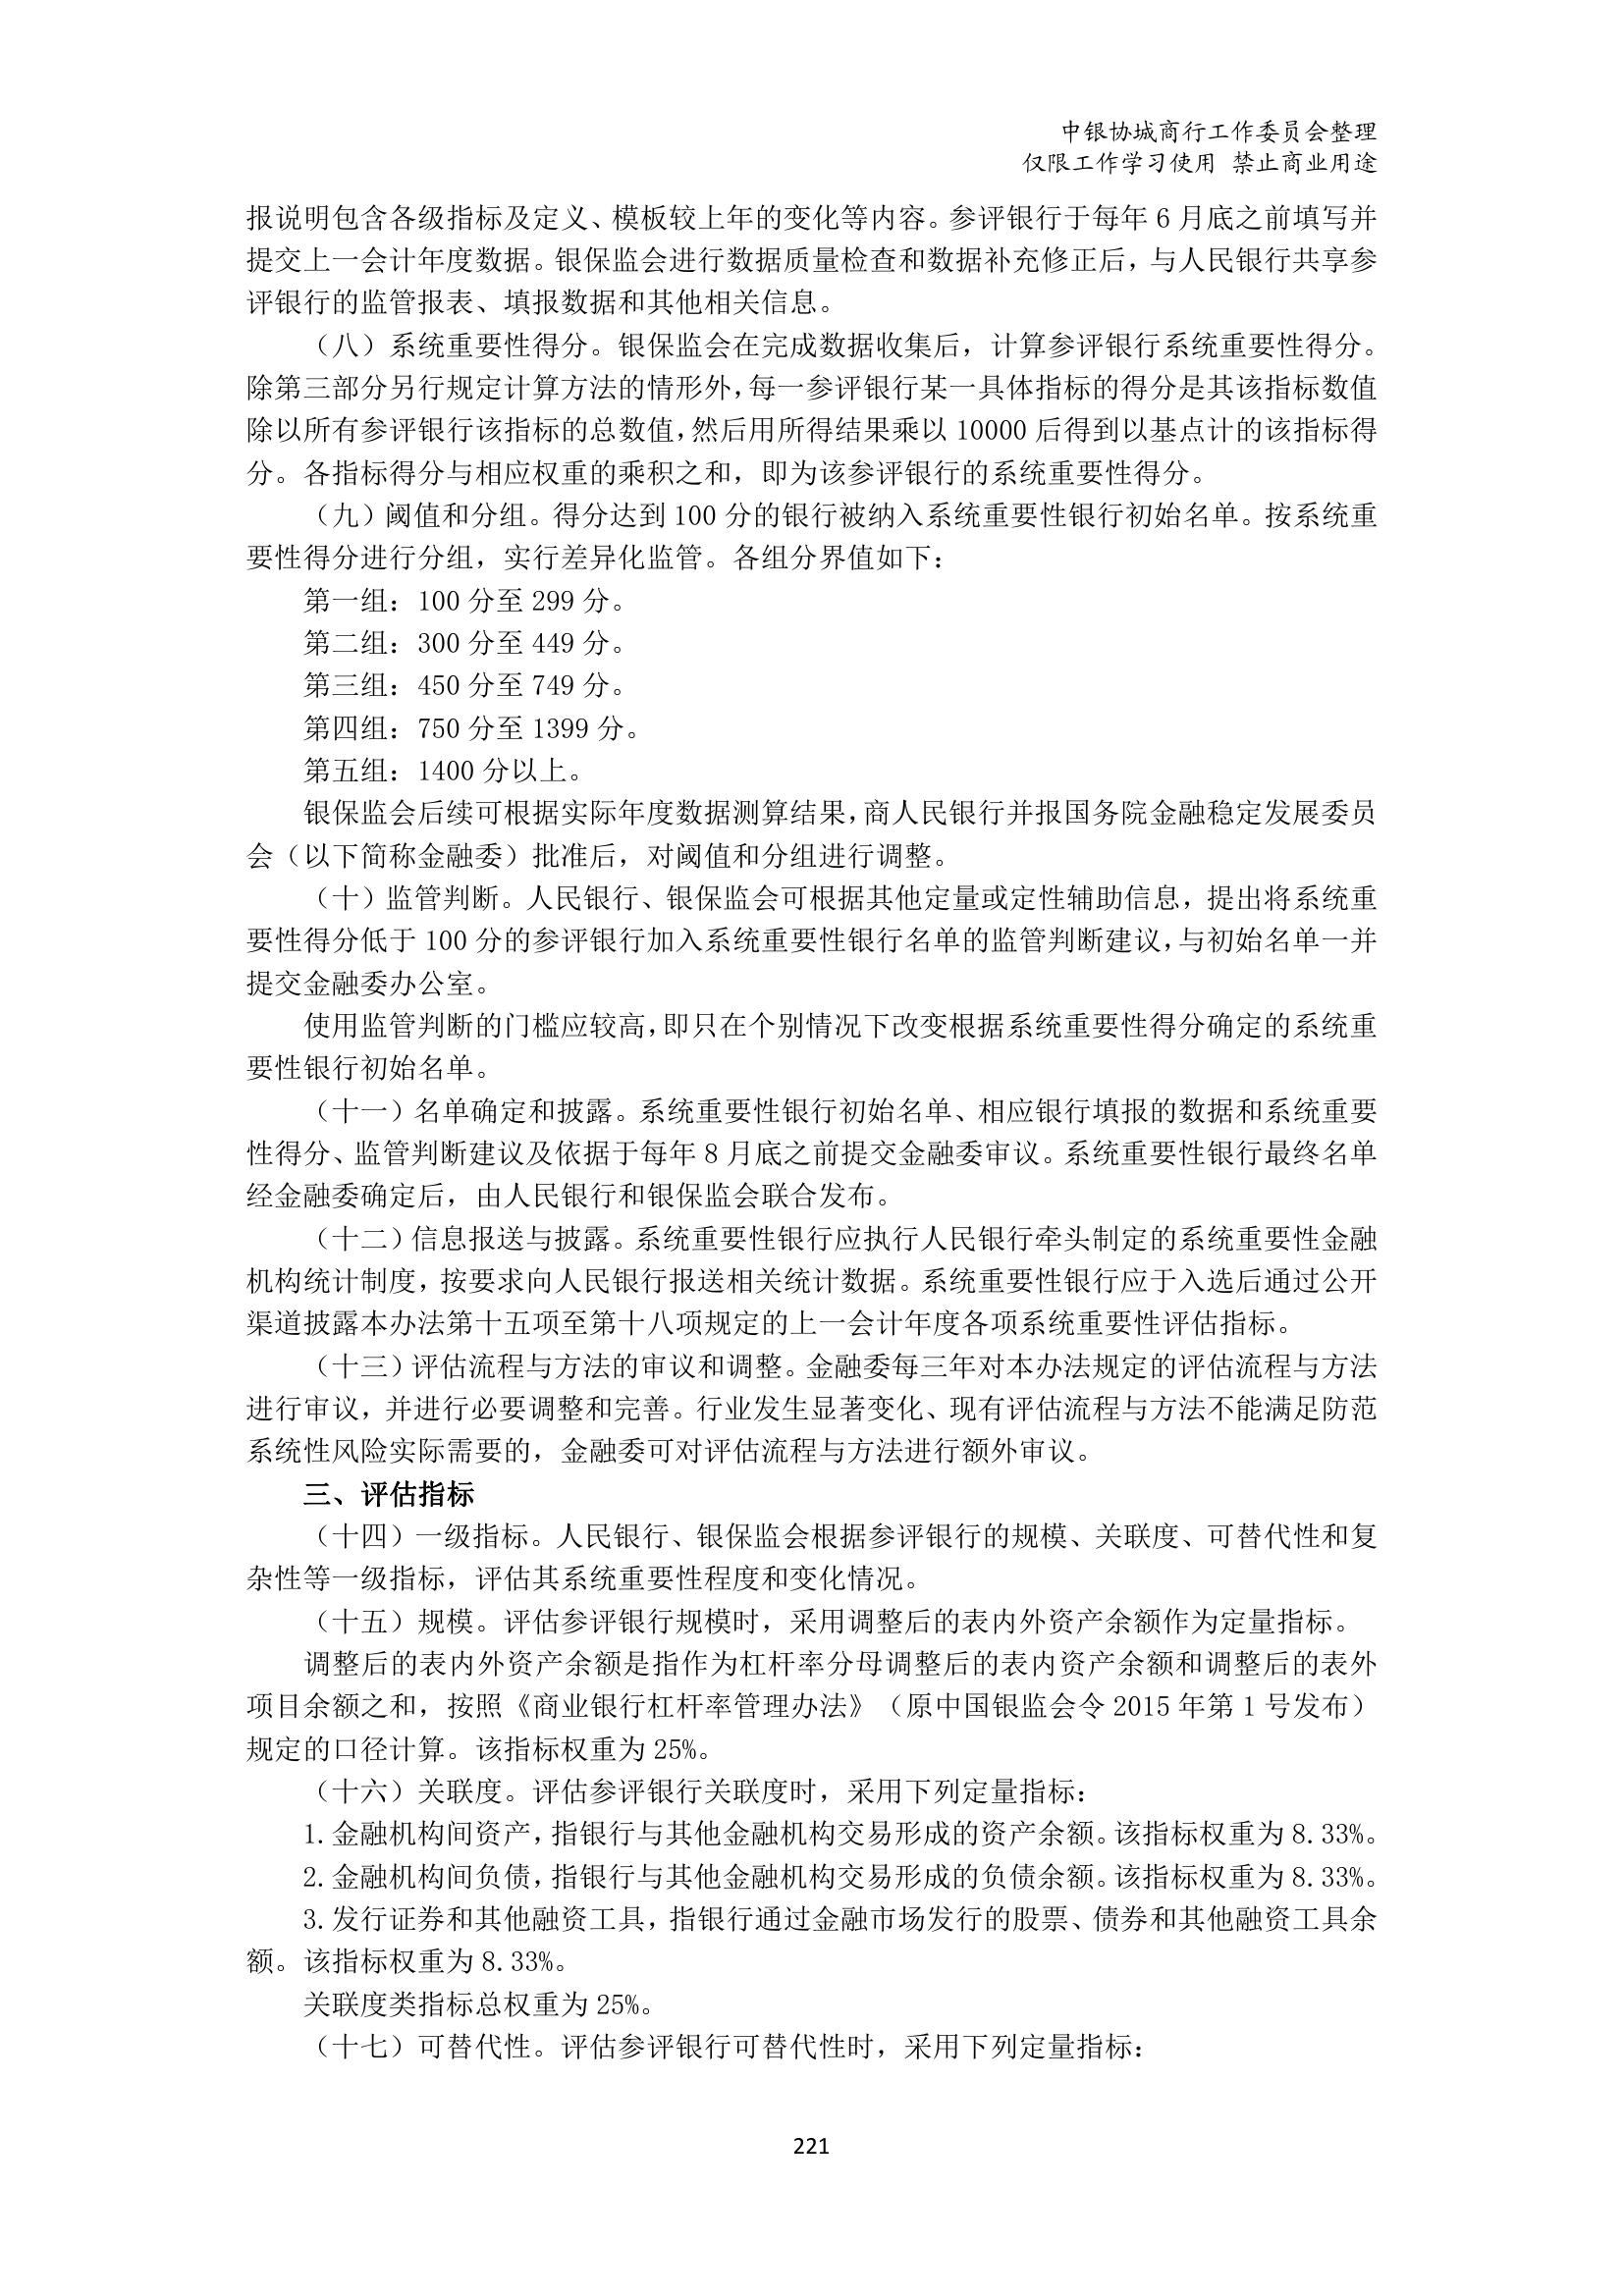 中银协城商行工作委员会整理
仅限工作学习使用 禁止商业用途
报说明包含各级指标及定义、模板较上年的变化等内容。参评银行于每年 6 月底之前填写并
提交上一会计年度数据。银保监会进行数据质量检查和数据补充修正后，与人民银行共享参
评银行的监管报表、填报数据和其他相关信息。
（八）系统重要性得分。银保监会在完成数据收集后，计算参评银行系统重要性得分。
除第三部分另行规定计算方法的情形外，每一参评银行某一具体指标的得分是其该指标数值
除以所有参评银行该指标的总数值，然后用所得结果乘以 10000 后得到以基点计的该指标得
分。各指标得分与相应权重的乘积之和，即为该参评银行的系统重要性得分。
（九）阈值和分组。得分达到 100 分的银行被纳入系统重要性银行初始名单。按系统重
要性得分进行分组，实行差异化监管。各组分界值如下：
第一组：100 分至 299 分。
第二组：300 分至 449 分。
第三组：450 分至 749 分。
第四组：750 分至 1399 分。
第五组：1400 分以上。
银保监会后续可根据实际年度数据测算结果，商人民银行并报国务院金融稳定发展委员
会（以下简称金融委）批准后，对阈值和分组进行调整。
（十）监管判断。人民银行、银保监会可根据其他定量或定性辅助信息，提出将系统重
要性得分低于 100 分的参评银行加入系统重要性银行名单的监管判断建议，与初始名单一并
提交金融委办公室。
使用监管判断的门槛应较高，即只在个别情况下改变根据系统重要性得分确定的系统重
要性银行初始名单。
（十一）名单确定和披露。系统重要性银行初始名单、相应银行填报的数据和系统重要
性得分、监管判断建议及依据于每年 8 月底之前提交金融委审议。系统重要性银行最终名单
经金融委确定后，由人民银行和银保监会联合发布。
（十二）信息报送与披露。系统重要性银行应执行人民银行牵头制定的系统重要性金融
机构统计制度，按要求向人民银行报送相关统计数据。系统重要性银行应于入选后通过公开
渠道披露本办法第十五项至第十八项规定的上一会计年度各项系统重要性评估指标。
（十三）评估流程与方法的审议和调整。金融委每三年对本办法规定的评估流程与方法
进行审议，并进行必要调整和完善。行业发生显著变化、现有评估流程与方法不能满足防范
系统性风险实际需要的，金融委可对评估流程与方法进行额外审议。
三、评估指标
（十四）一级指标。人民银行、银保监会根据参评银行的规模、关联度、可替代性和复
杂性等一级指标，评估其系统重要性程度和变化情况。
（十五）规模。评估参评银行规模时，采用调整后的表内外资产余额作为定量指标。
调整后的表内外资产余额是指作为杠杆率分母调整后的表内资产余额和调整后的表外
项目余额之和，按照《商业银行杠杆率管理办法》（原中国银监会令 2015 年第 1 号发布）
规定的口径计算。该指标权重为 25%。
（十六）关联度。评估参评银行关联度时，采用下列定量指标：
1.金融机构间资产，指银行与其他金融机构交易形成的资产余额。该指标权重为 8.33%。
2.金融机构间负债，指银行与其他金融机构交易形成的负债余额。该指标权重为 8.33%。
3.发行证券和其他融资工具，指银行通过金融市场发行的股票、债券和其他融资工具余
额。该指标权重为 8.33%。
关联度类指标总权重为 25%。
（十七）可替代性。评估参评银行可替代性时，采用下列定量指标：
221